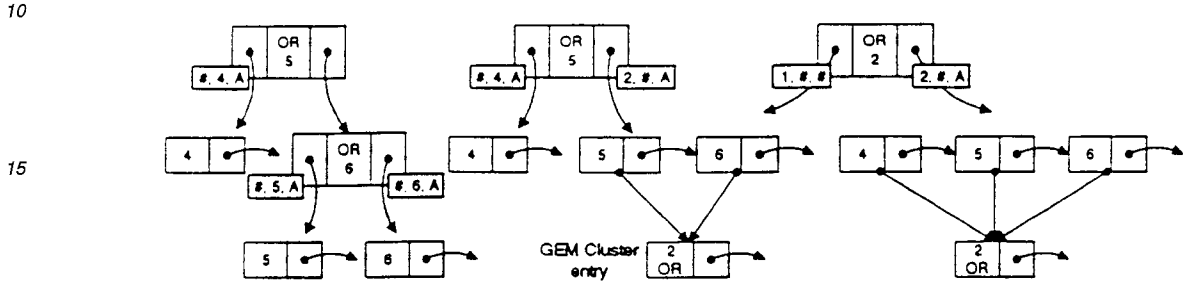 10
OR
5
#, 4, A
OR
5
#, 4, A
2, #, A
OR
2
1, #, #
2, #, A
15
4
OR
6
#, 5, A
#, 6, A
4
5
6
4
5
6
5
6
GEM Cluster
entry
2
OR
2
OR